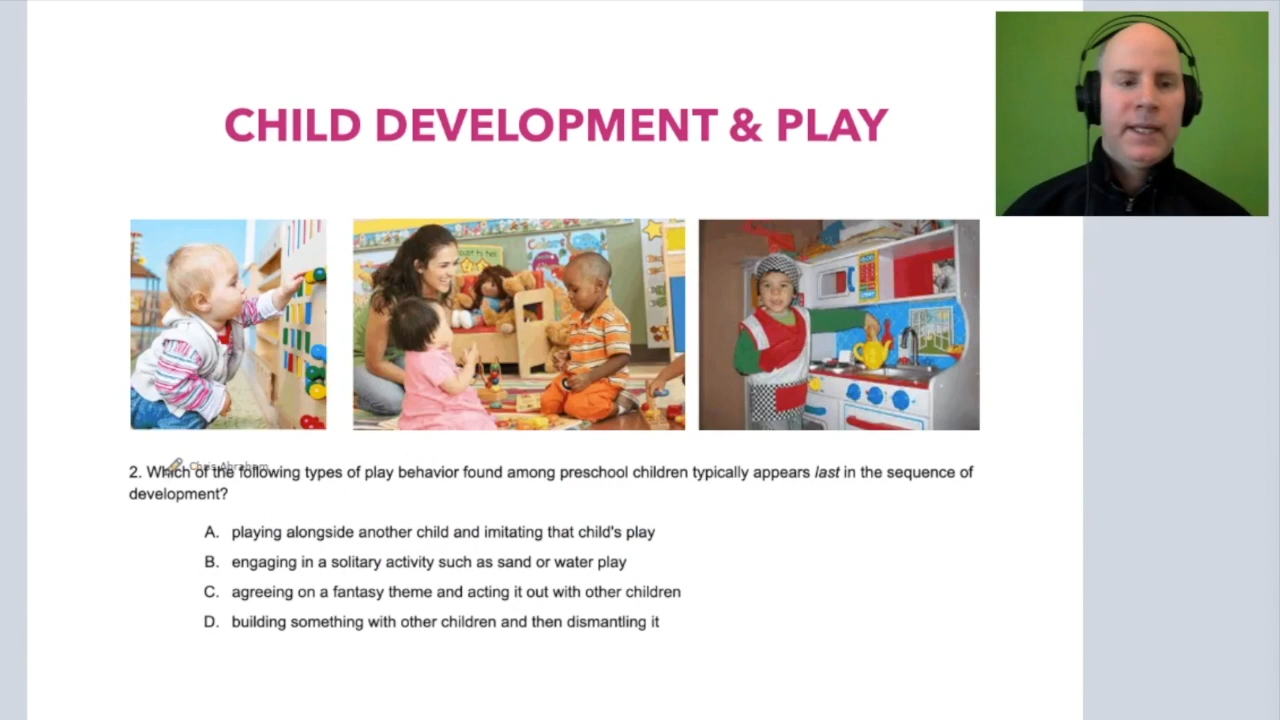 CHILD DEVELOPMENT & PLAY
Chris Abraham
2. Which of the following types of play behavior found among preschool children typically appears last in the sequence of
development?
A. playing alongside another child and imitating that child's play
B. engaging in a solitary activity such as sand or water play
C. agreeing on a fantasy theme and acting it out with other children
D. building something with other children and then dismantling it